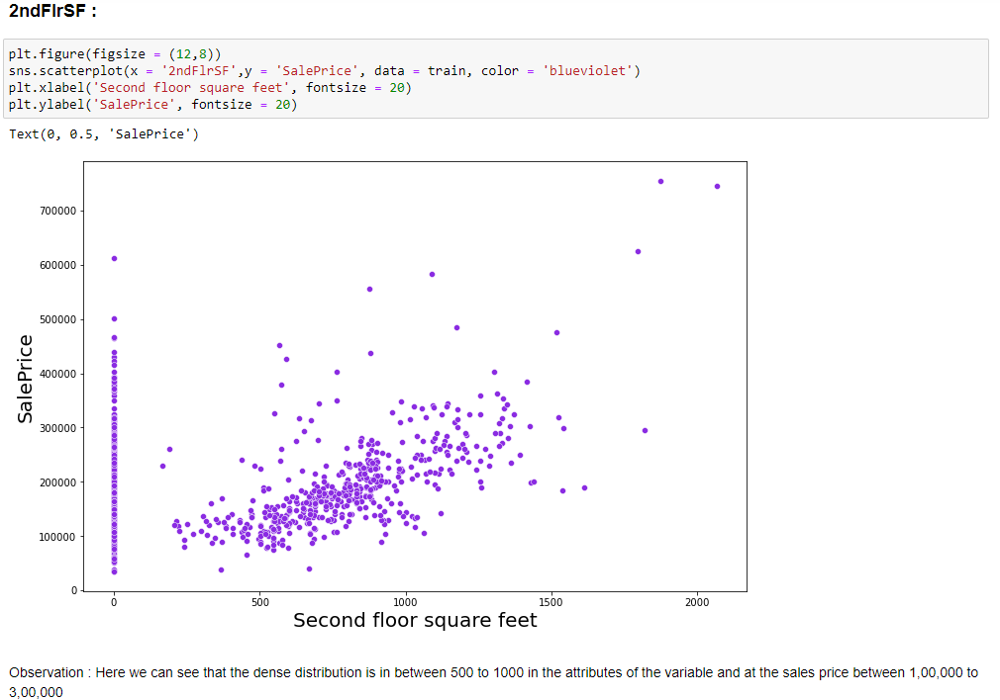 2ndFlrSF :
plt.figure(figsize = (12,8))
sns.scatterplot(x = '2ndFlrSF',y = 'SalePrice', data = train, color = 'blueviolet')
plt.xlabel('Second floor square feet', fontsize = 20)
plt.ylabel('SalePrice', fontsize = 20)
Text(0, 0.5, 'SalePrice')
700000
600000
500000
400000
300000
200000
100000
0
SalePrice
0 500 1000 1500 2000
Second floor square feet
Observation : Here we can see that the dense distribution is in between 500 to 1000 in the attributes of the variable and at the sales price between 1,00,000 to
3,00,000